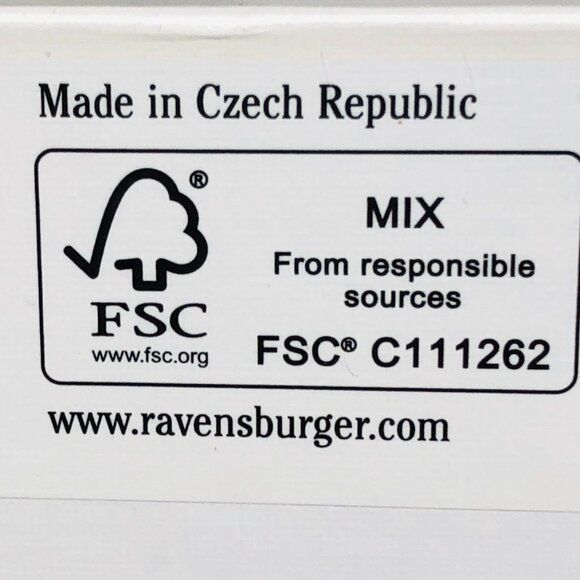 Made in Czech Republic
®
MIX
From responsible
sources
FSC
www.fsc.org
FSC® C111262
www.ravensburger.com